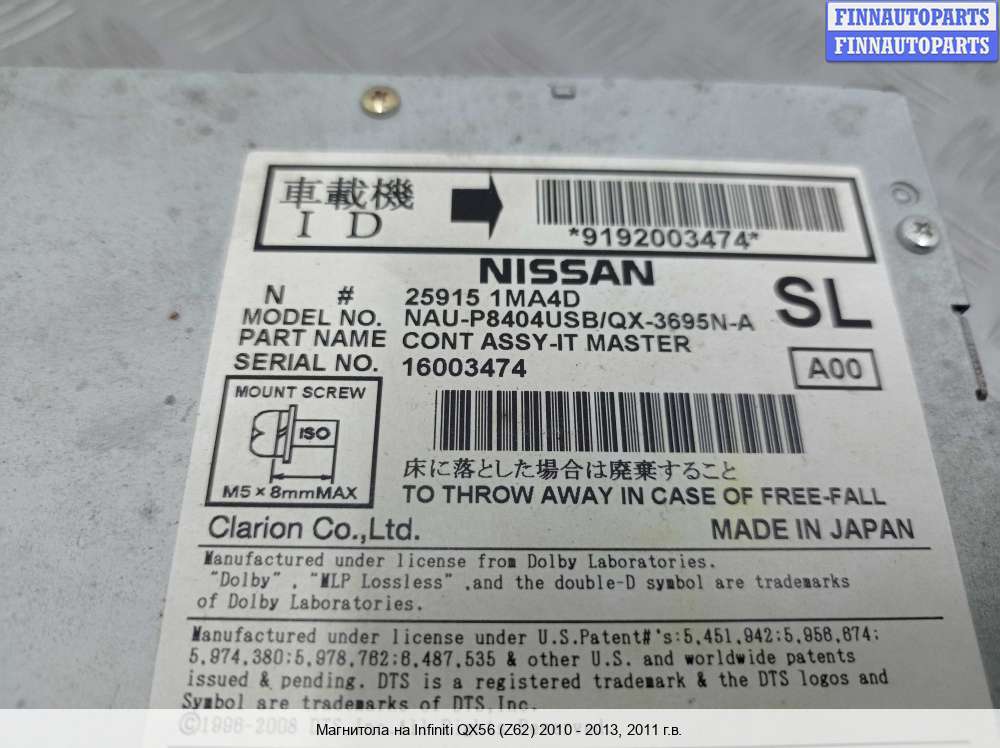 FINNAUTOPARTS
FINNAUTOPARTS
車載機
ID
*9192003474*
NISSAN
N # 25915 1MA4D
SL
MODEL NO. NAU-P8404USB/QX-3695N-A
PART NAME CONT ASSY-IT MASTER
SERIAL NO. 16003474
A00
MOUNT SCREW
ISO
M5×8mmMAX
床に落とした場合は廃棄すること
TO THROW AWAY IN CASE OF FREE-FALL
Clarion Co.,Ltd. MADE IN JAPAN
Manufactured under license from Dolby Laboratories.
"Dolby", "MLP Lossless",and the double-D symbol are trademarks
of Dolby Laboratories.
Manufactured under license under U.S.Patent#'s:5,451,942:5,956,674:
5,974,380:5,978,762:6,487,535 & other U.S. and worldwide patents
issued & pending. DTS is a registered trademark & the DTS logos and
Symbol are trademarks of DTS,Inc.
©1996-2008 DTS,Inc.
Магнитола на Infiniti QX56 (Z62) 2010 - 2013, 2011 г.в.